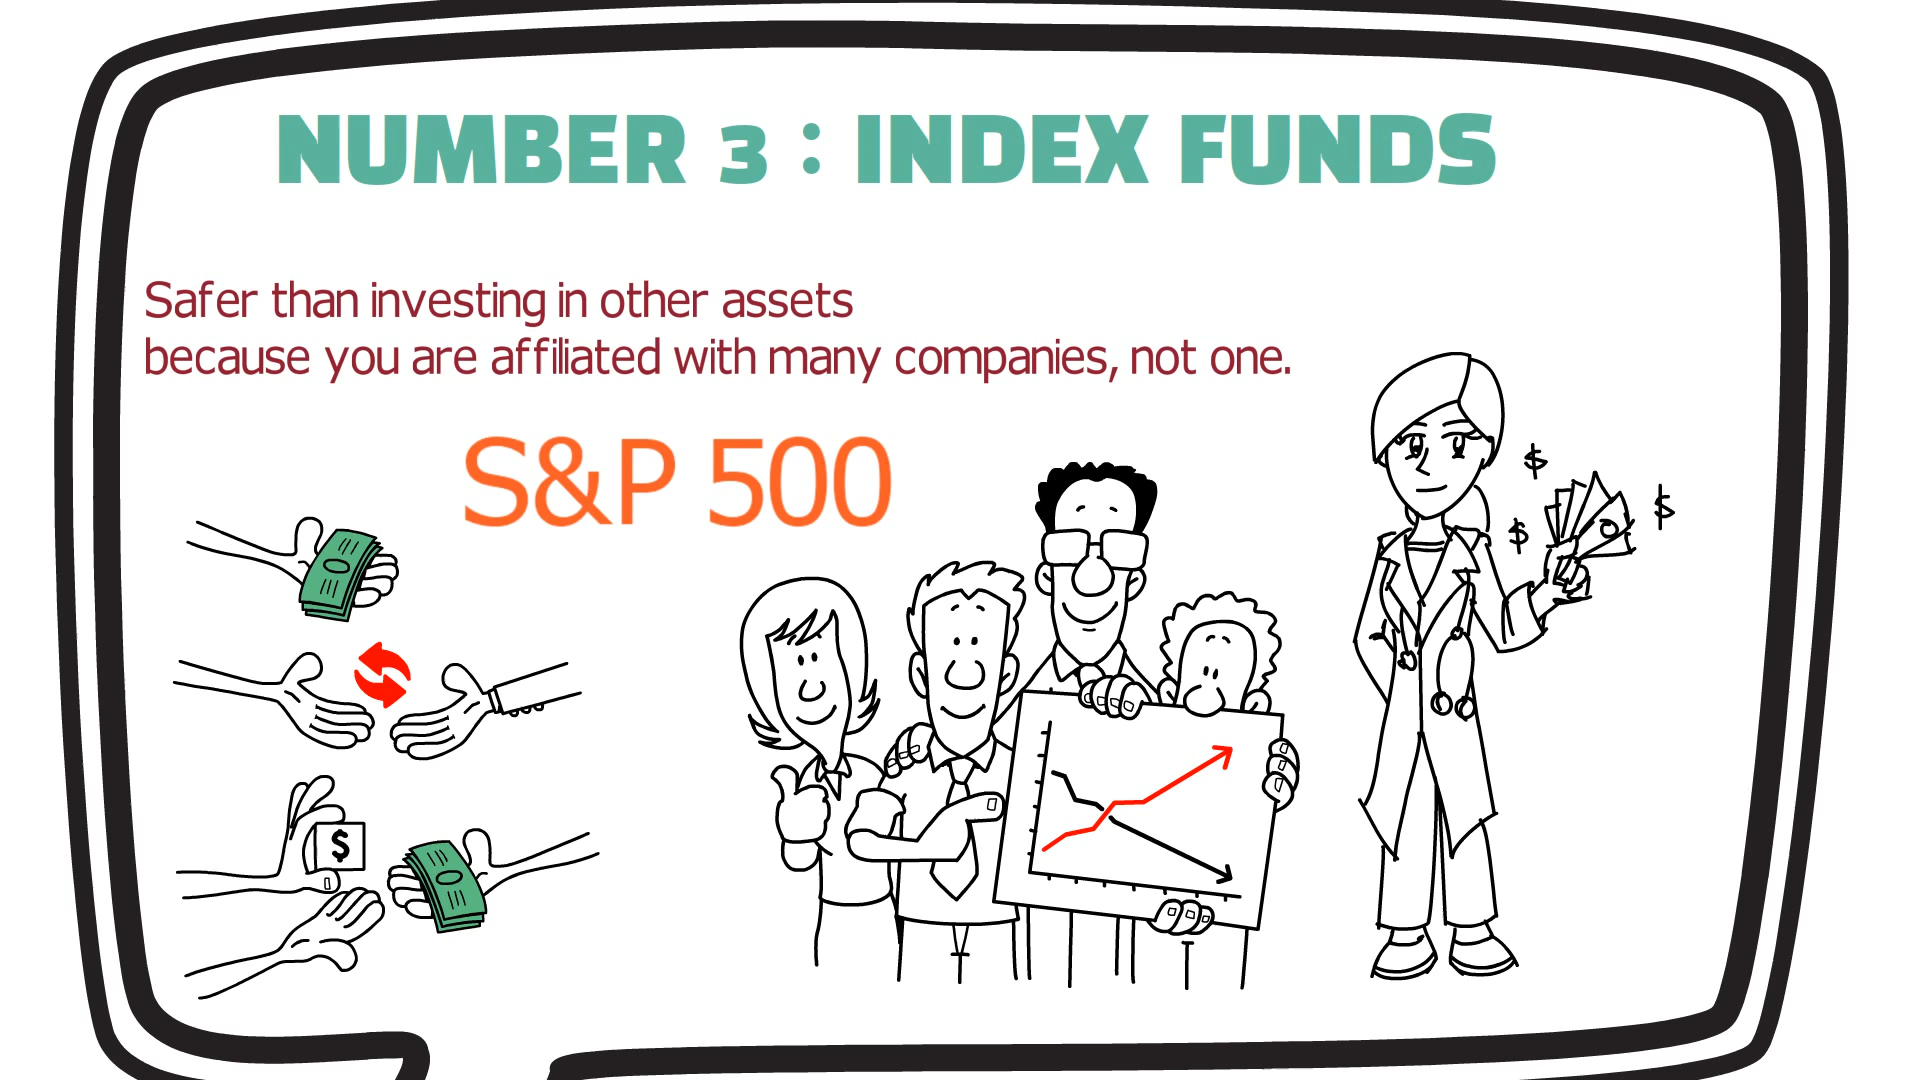 NUMBER 3 : INDEX FUNDS
Safer than investing in other assets
because you are affiliated with many companies, not one.
S&P 500
$
$
$
$